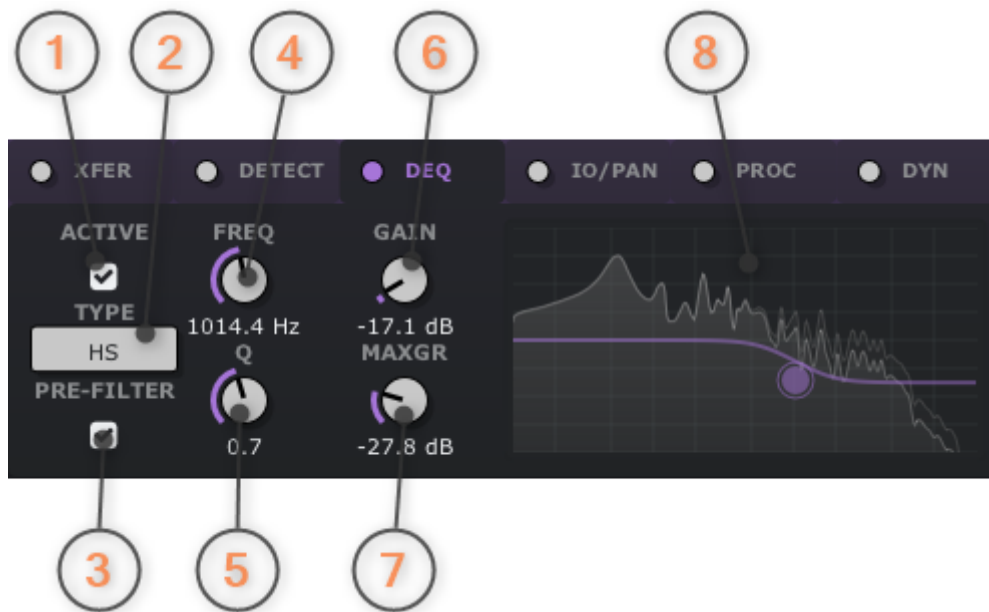 1 2 4 6 8
XFER DETECT DEQ IO/PAN PROC DYN
ACTIVE FREQ GAIN
TYPE 1014.4 Hz -17.1 dB
HS Q MAXGR
PRE-FILTER
0.7 -27.8 dB
3 5 7